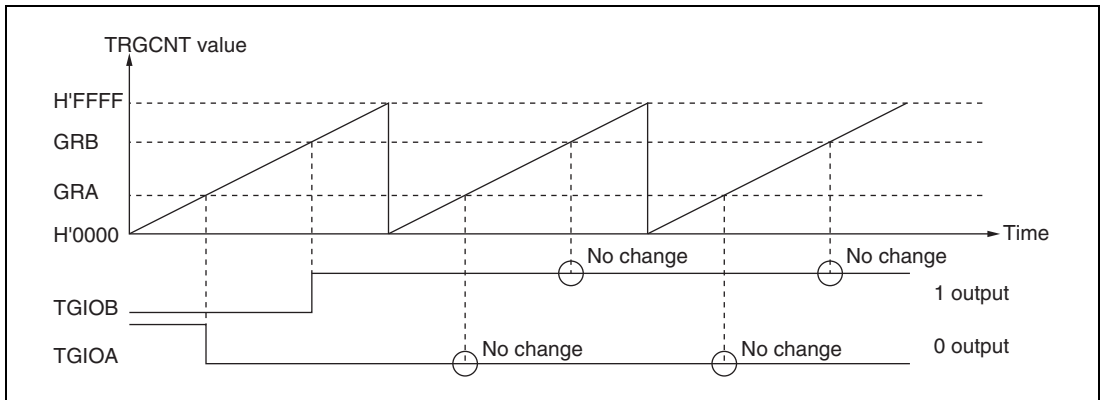 TRGCNT value
H'FFFF
GRB
GRA
H'0000
Time
No change No change
1 output
TGIOB
No change No change
0 output
TGIOA